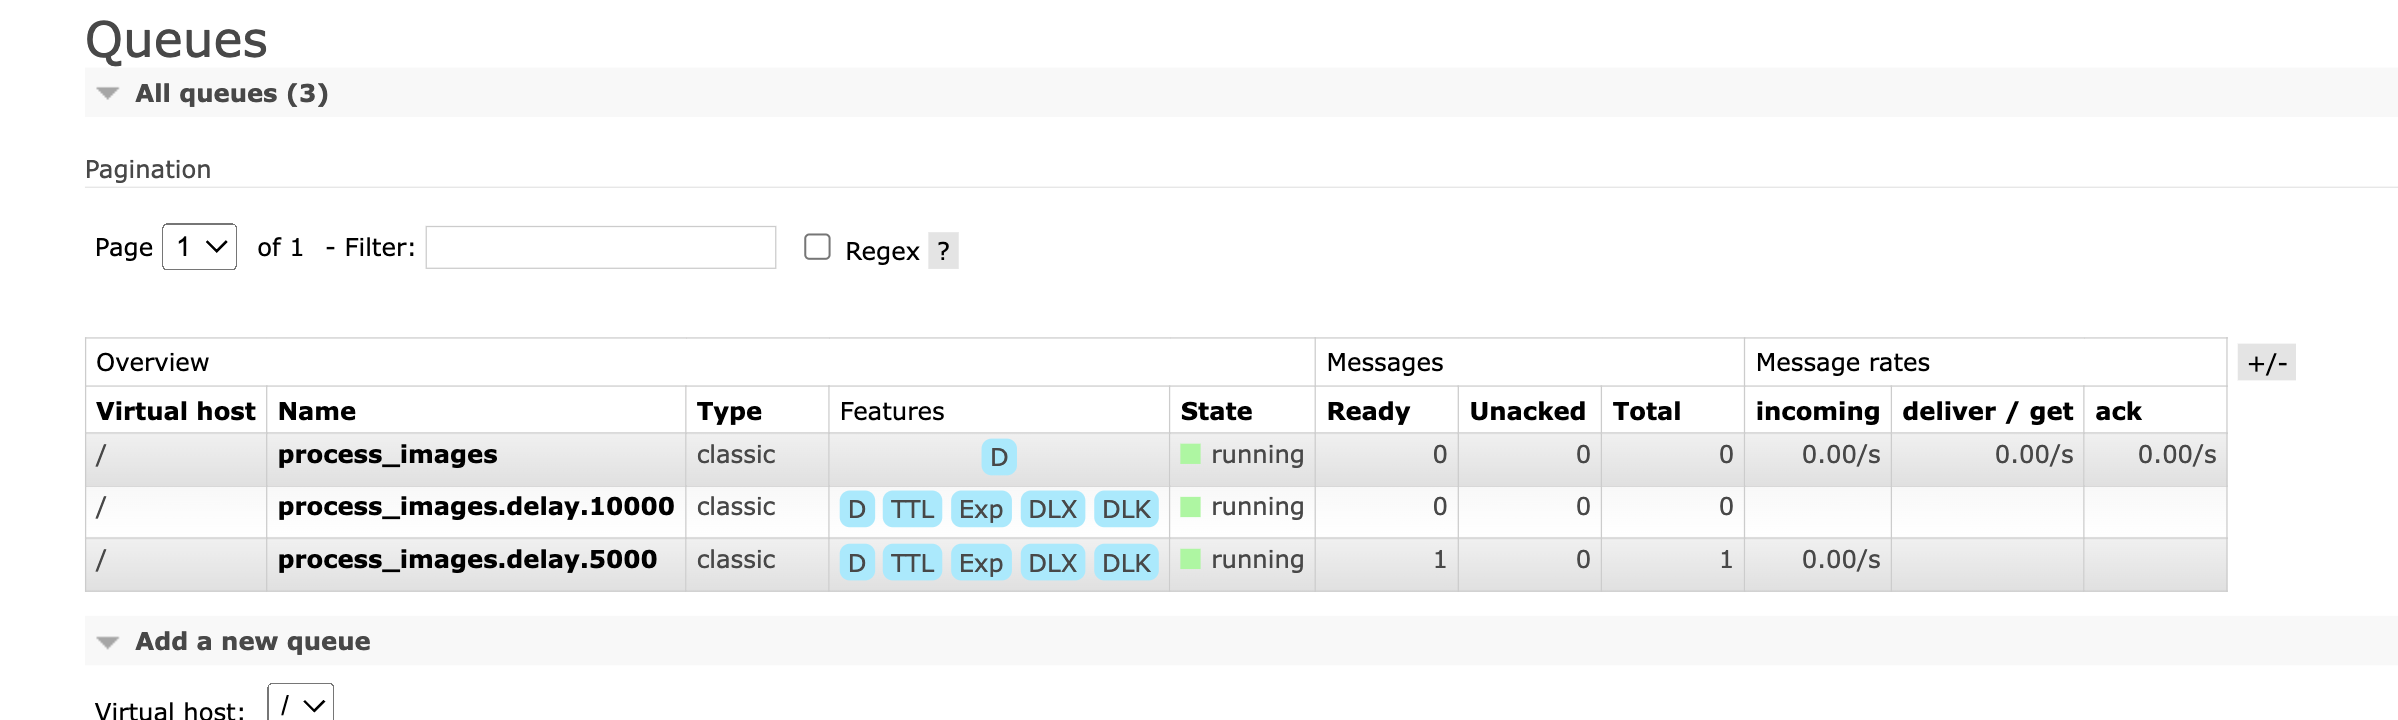 Queues
All queues (3)
Pagination
Page 1 of 1 - Filter: Regex ?
Overview Messages Message rates +/-
Virtual host Name Type Features State Ready Unacked Total incoming deliver / get ack
/ process_images classic D running 0 0 0 0.00/s 0.00/s 0.00/s
/ process_images.delay.10000 classic D TTL Exp DLX DLK running 0 0 0
/ process_images.delay.5000 classic D TTL Exp DLX DLK running 1 0 1 0.00/s
Add a new queue
Virtual host: /